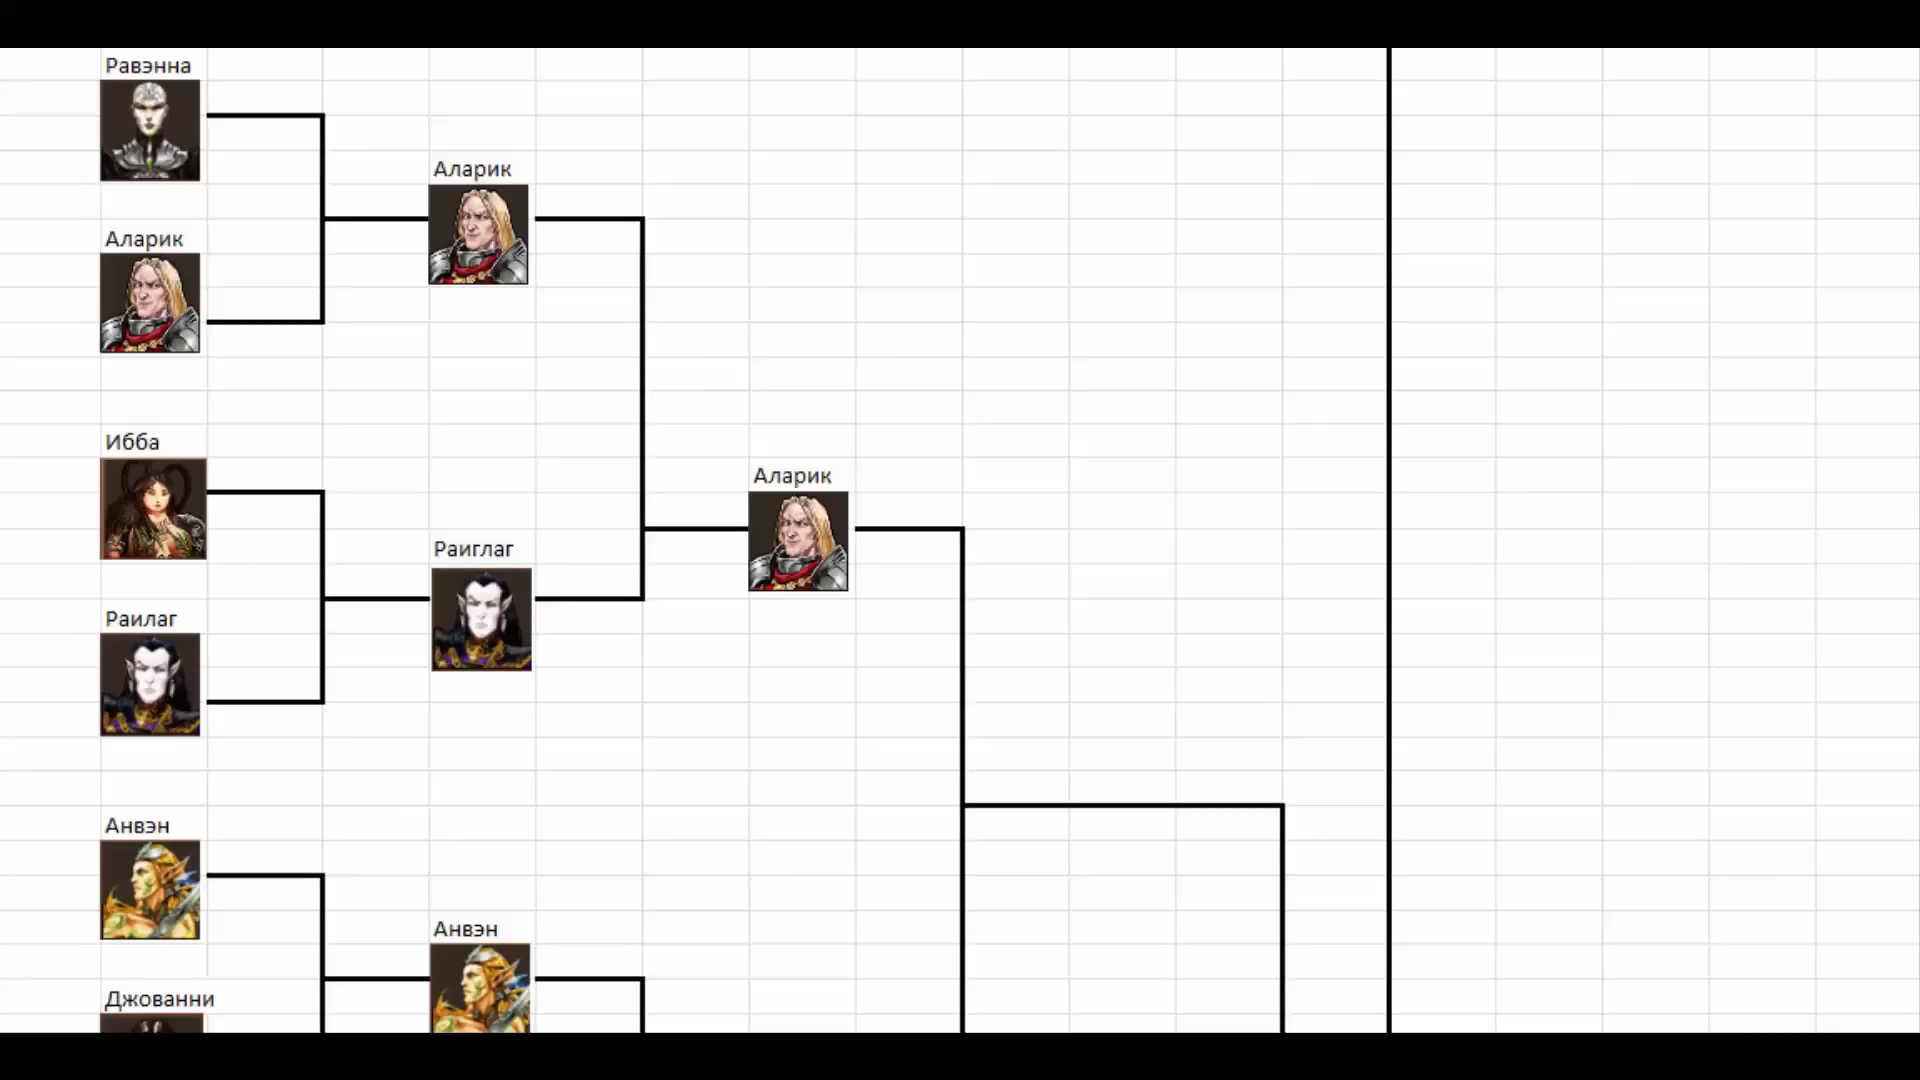 Равэнна
Аларик
Аларик
Ибба
Аларик
Раиглаг
Раилаг
Анвэн
Анвэн
Джованни